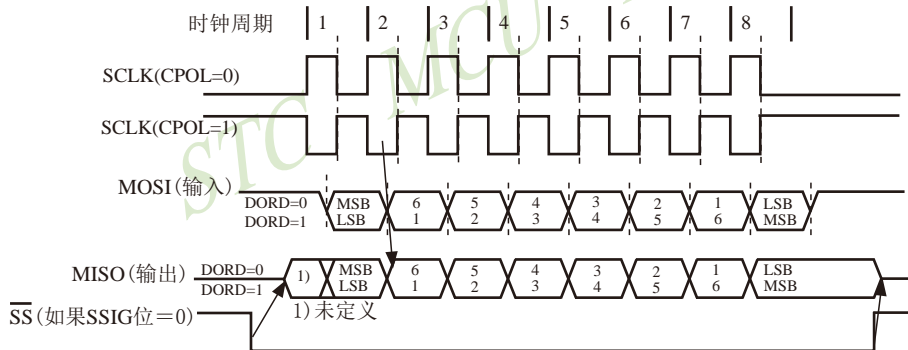 时钟周期 1 2 3 4 5 6 7 8
SCLK(CPOL=0)
SCLK(CPOL=1)
STC MCU
MOSI(输入) DORD=0 MSB 6 5 4 3 2 1 LSB
DORD=1 LSB 1 2 3 4 5 6 MSB
MISO(输出) DORD=0 1) MSB 6 5 4 3 2 1 LSB
DORD=1 LSB 1 2 3 4 5 6 MSB
SS(如果SSIG位=0) 1)未定义